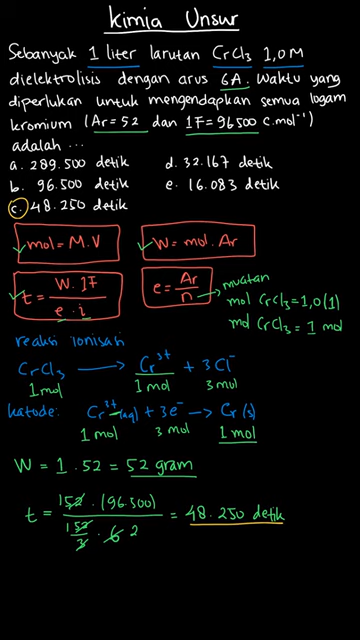 Kimia Unsur
Sebanyak 1 liter larutan CrCl3 1,0M
dielektrolisis dengan arus 6A. Waktu yang
diperlukan untuk mengendapkan semua logam
kromium (Ar=52 dan 1F=96500 C.mol⁻¹)
adalah ...
a. 289.500 detik
b. 96.500 detik
c. 48.250 detik
d. 32.167 detik
e. 16.083 detik
mol = M.V
W = mol. Ar
t = W. 1F / e . i
e = Ar / n
muatan
mol CrCl3 = 1,0(1)
mol CrCl3 = 1 mol
reaksi ionisasi
CrCl3 → Cr³⁺ + 3Cl⁻
1 mol 1 mol 3 mol
katode: Cr³⁺(aq) + 3e⁻ → Cr(s)
1 mol 3 mol 1 mol
W = 1 . 52 = 52 gram
t = 1 52 . (96.500) / 1 52/3 . 6 2 = 48.250 detik